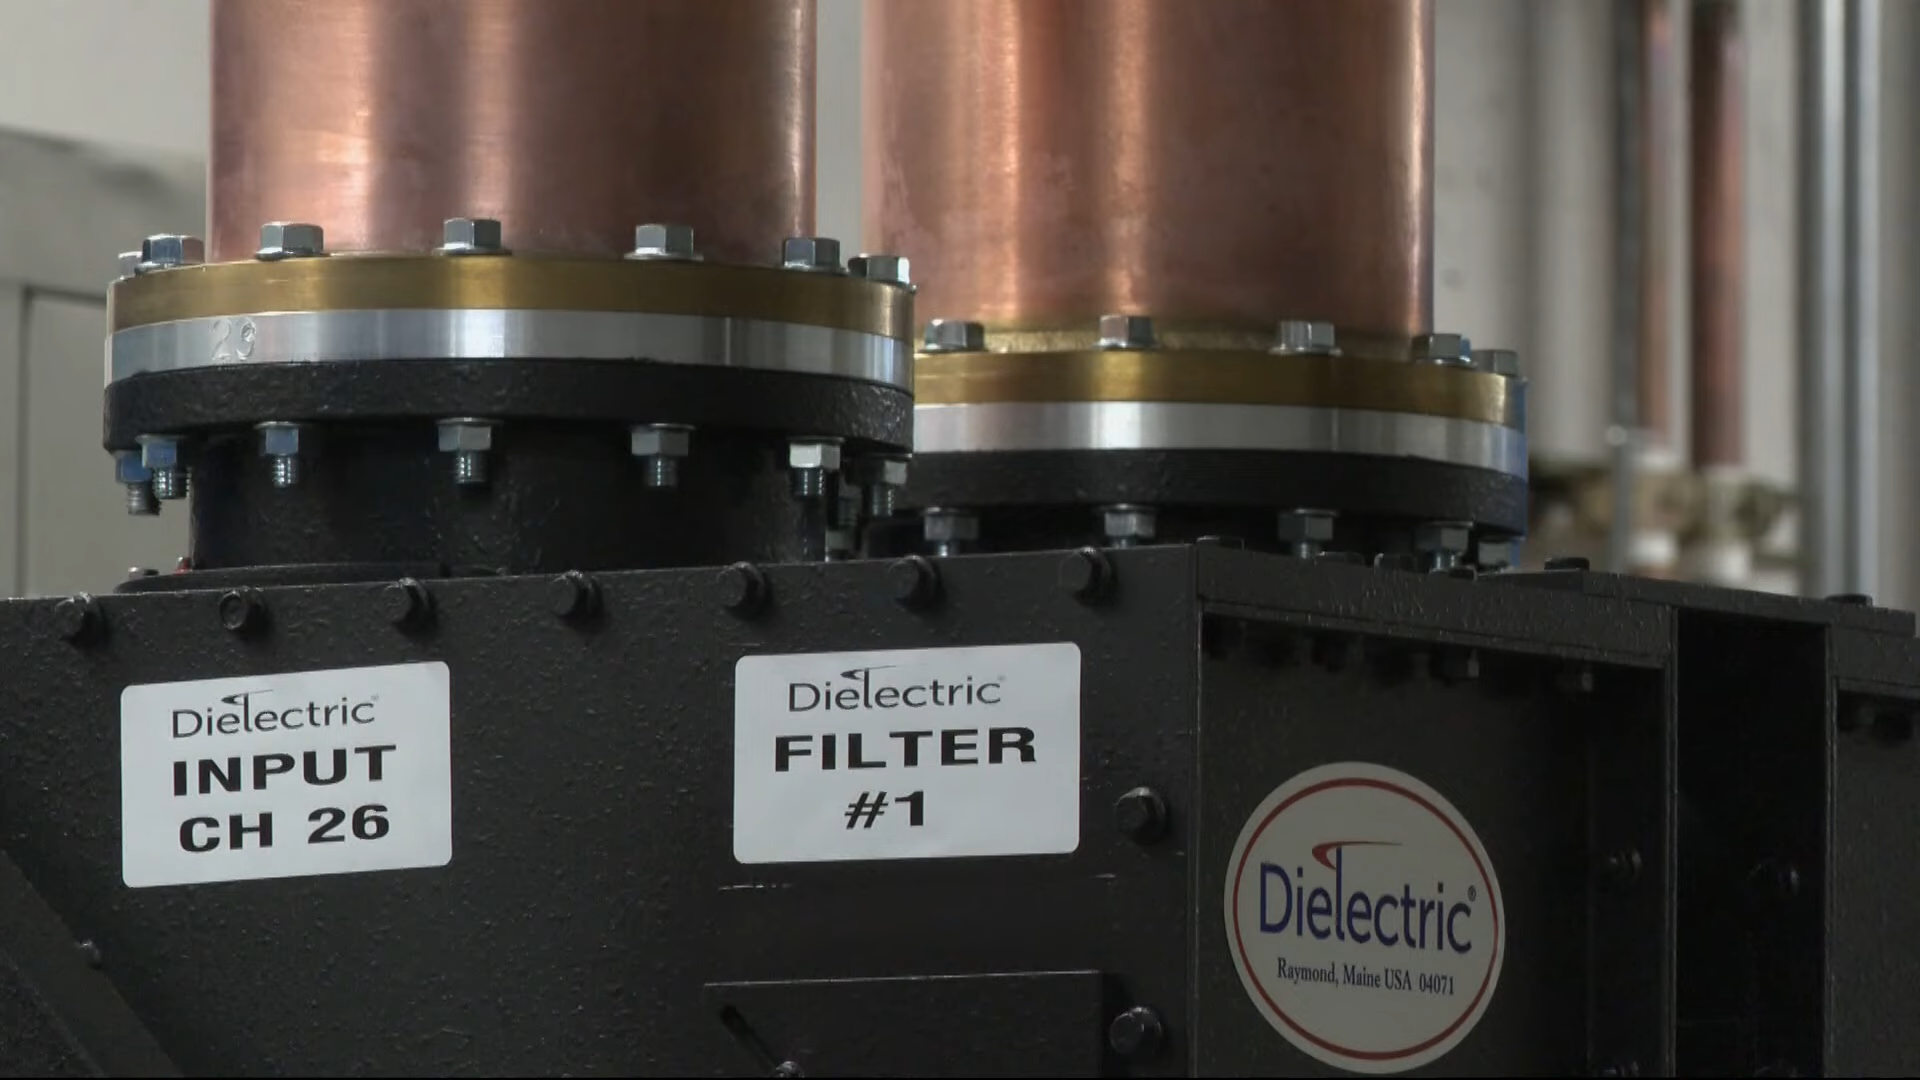 29
Dielectric
INPUT
CH 26
Dielectric
FILTER
#1
Dielectric®
Raymond, Maine USA 04071